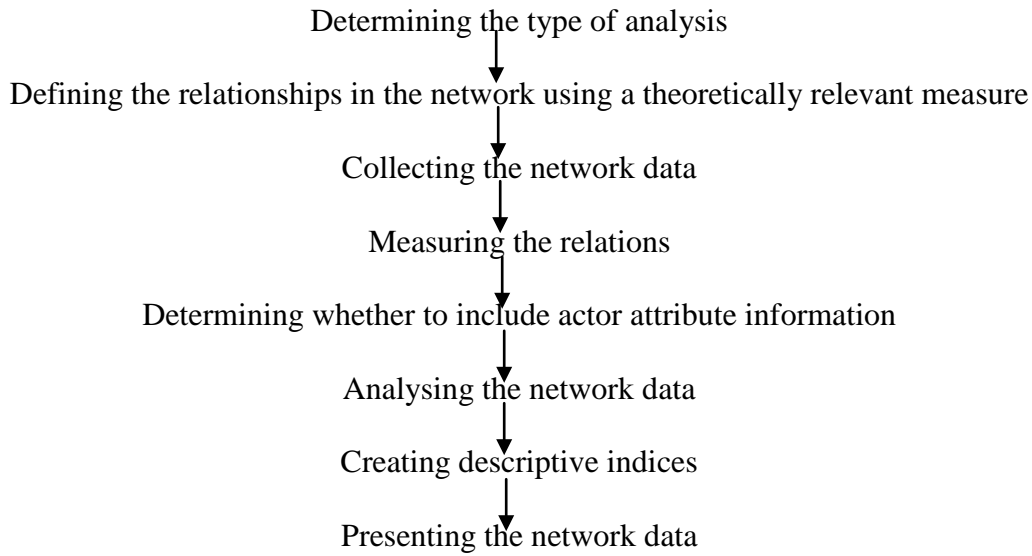 Determining the type of analysis
Defining the relationships in the network using a theoretically relevant measure
Collecting the network data
Measuring the relations
Determining whether to include actor attribute information
Analysing the network data
Creating descriptive indices
Presenting the network data